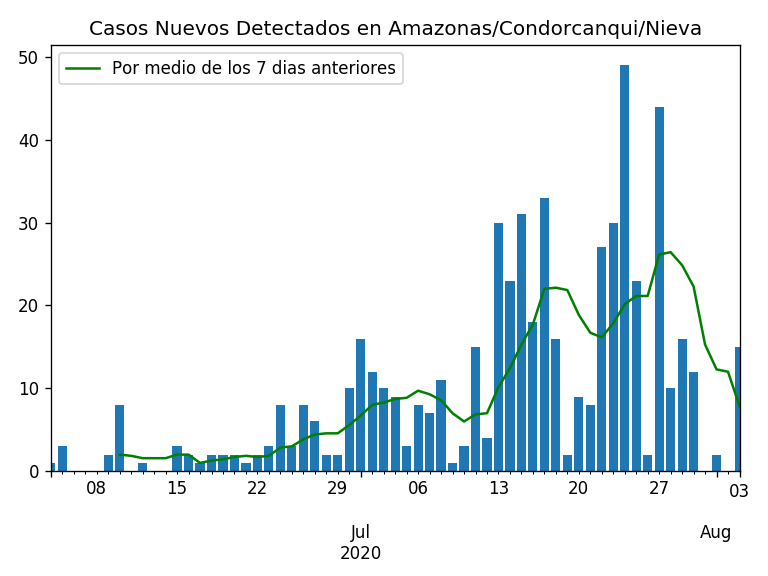 Casos Nuevos Detectados en Amazonas/Condorcanqui/Nieva
Por medio de los 7 dias anteriores
50
40
30
20
10
0
08 15 22 29 06 13 20 27 03
Jul Aug
2020